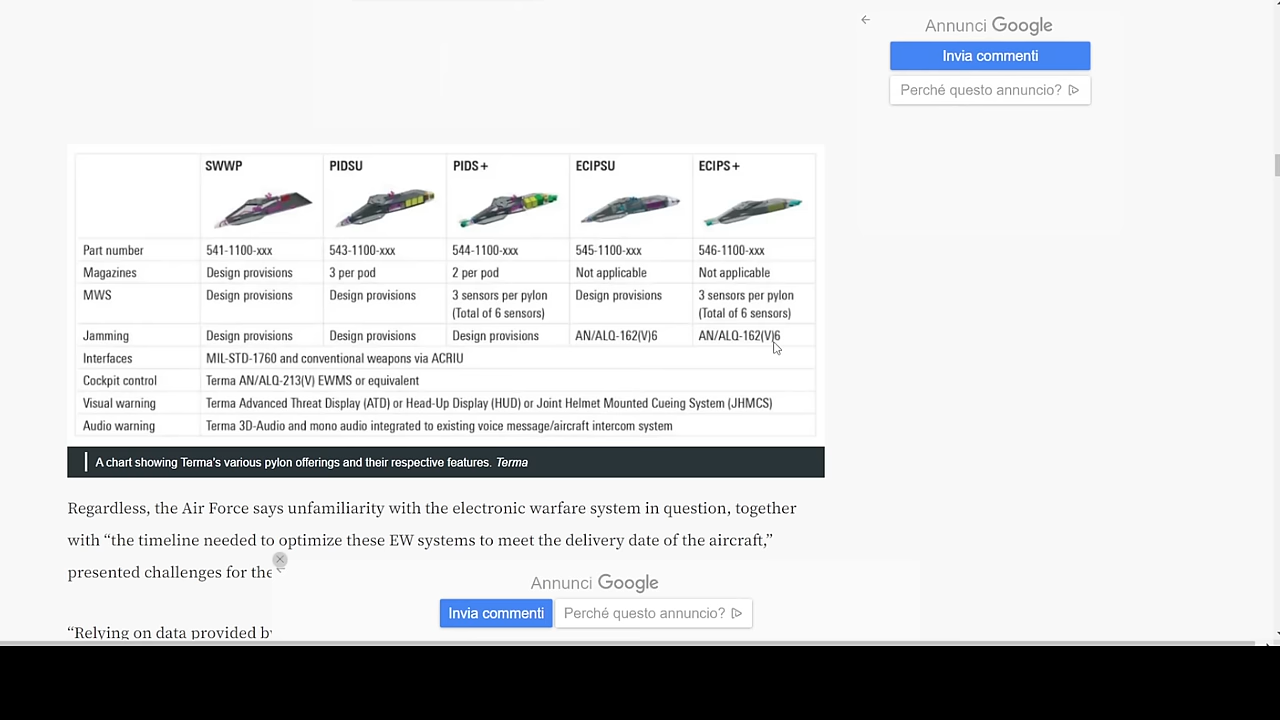 Annunci Google
Invia commenti
Perché questo annuncio?
SWWP PIDSU PIDS+ ECIPSU ECIPS+
Part number 541-1100-xxx 543-1100-xxx 544-1100-xxx 545-1100-xxx 546-1100-xxx
Magazines Design provisions 3 per pod 2 per pod Not applicable Not applicable
MWS Design provisions Design provisions 3 sensors per pylon Design provisions 3 sensors per pylon
(Total of 6 sensors) (Total of 6 sensors)
Jamming Design provisions Design provisions Design provisions AN/ALQ-162(V)6 AN/ALQ-162(V)6
Interfaces MIL-STD-1760 and conventional weapons via ACRIU
Cockpit control Terma AN/ALQ-213(V) EWMS or equivalent
Visual warning Terma Advanced Threat Display (ATD) or Head-Up Display (HUD) or Joint Helmet Mounted Cueing System (JHMCS)
Audio warning Terma 3D-Audio and mono audio integrated to existing voice message/aircraft intercom system
A chart showing Terma's various pylon offerings and their respective features. Terma
Regardless, the Air Force says unfamiliarity with the electronic warfare system in question, together
with “the timeline needed to optimize these EW systems to meet the delivery date of the aircraft,”
presented challenges for the
Annunci Google
Invia commenti Perché questo annuncio?
“Relying on data provided by